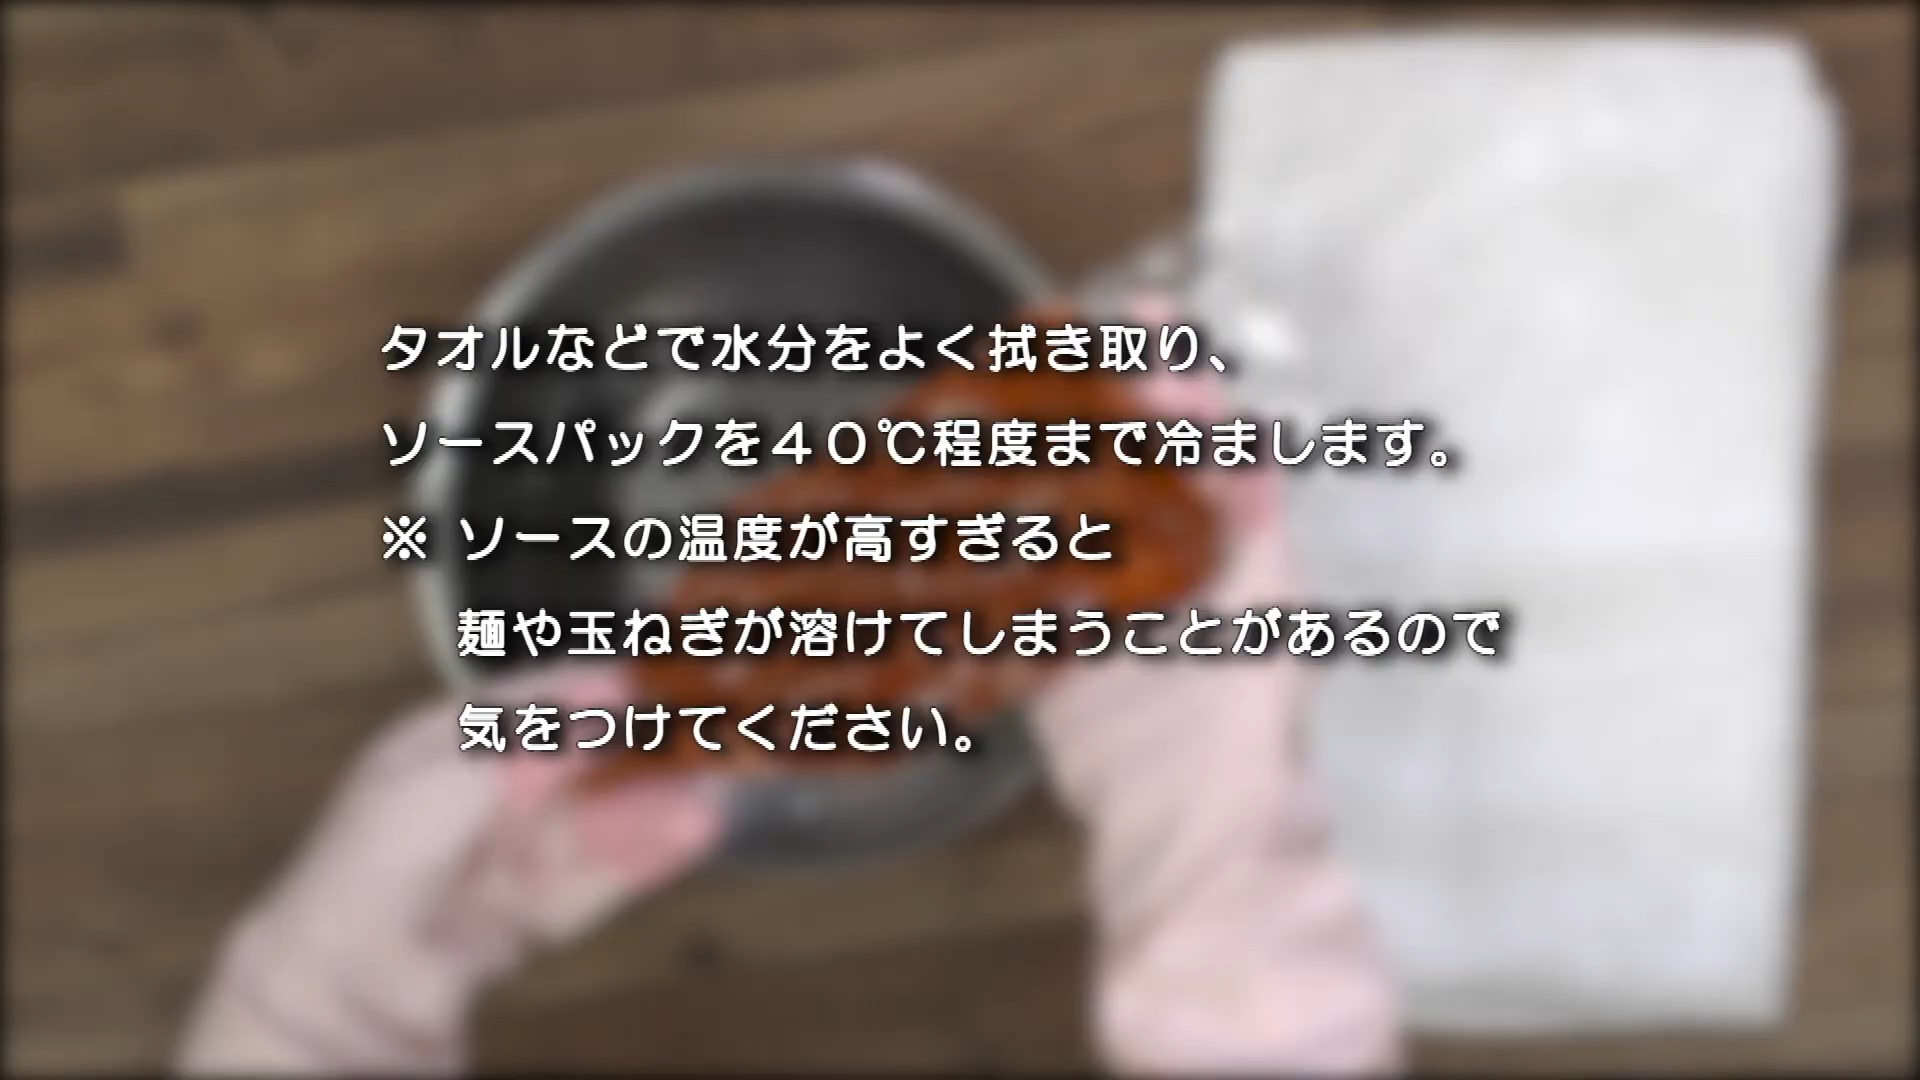 タオルなどで水分をよく拭き取り、
ソースパックを４０℃程度まで冷まします。
※ ソースの温度が高すぎると
麺や玉ねぎが溶けてしまうことがあるので
気をつけてください。